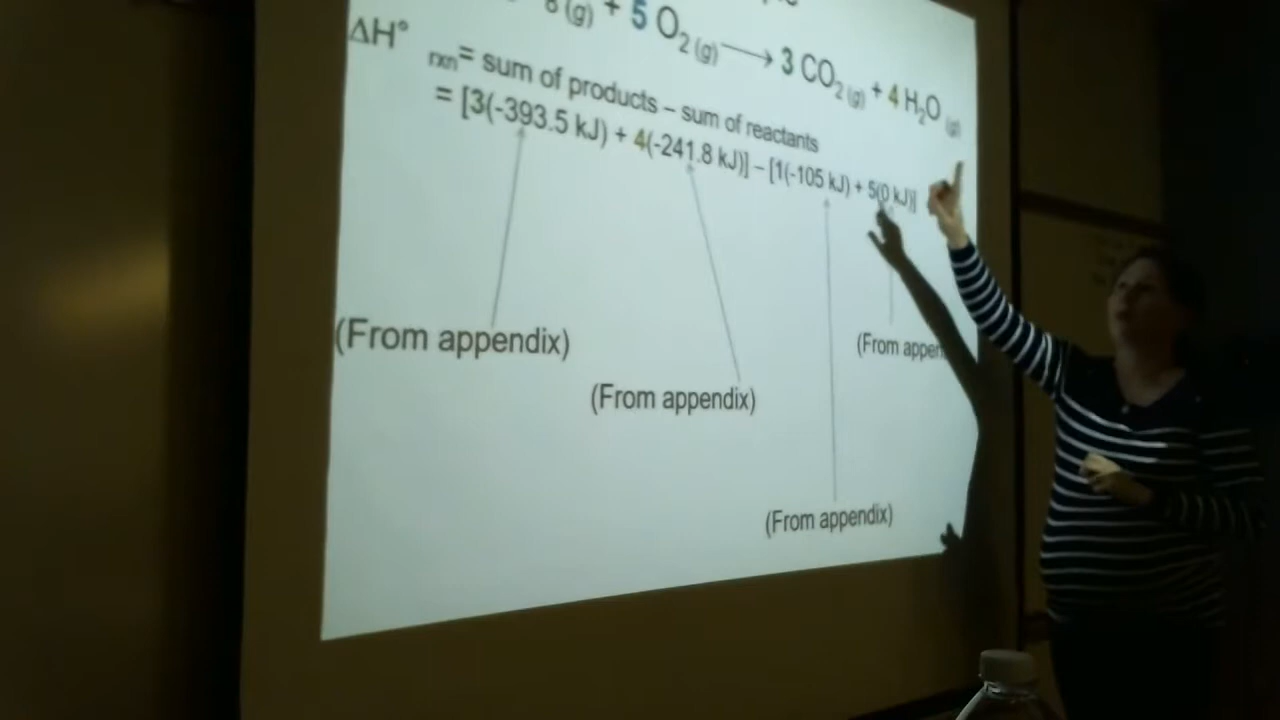 8 (g) + 5 O2 (g) ⟶ 3 CO2 (g) + 4 H2O (g)
ΔH° rxn = sum of products – sum of reactants
= [3(-393.5 kJ) + 4(-241.8 kJ)] – [1(-105 kJ) + 5(0 kJ)]
(From appendix)
(From appen
(From appendix)
(From appendix)